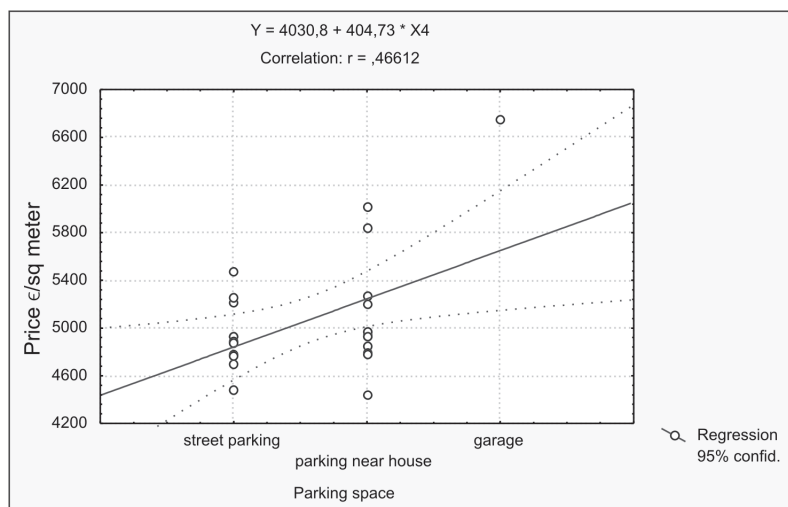 Y = 4030,8 + 404,73 * X4
Correlation: r = ,46612
7000
6600
6200
5800
5400
5000
4600
4200
Price ϵ/sq meter
street parking
parking near house
garage
Parking space
Regression
95% confid.